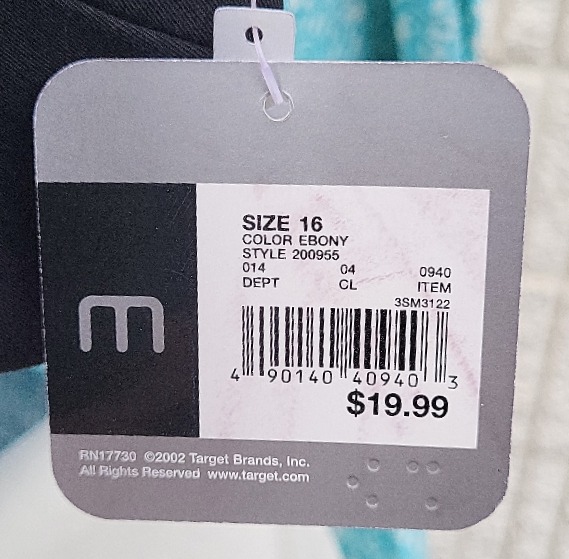 SIZE 16
COLOR EBONY
STYLE 200955
014 04 0940
DEPT CL ITEM
3SM3122
4 90140 40940 3
$19.99
m
RN17730 ©2002 Target Brands, Inc.
All Rights Reserved www.target.com